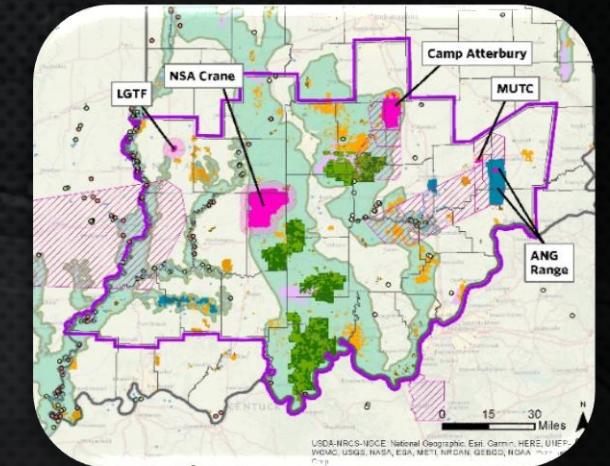 Camp Atterbury
NSA Crane
LGTF
MUTC
ANG
Range
KENTUCKY
N
0 15 30
Miles
USDA-NRCS-NGCE, National Geographic, Esri, Garmin, HERE, UNEP-
WCMC, USGS, NASA, ESA, METI, NRCAN, GEBCO, NOAA
Corp